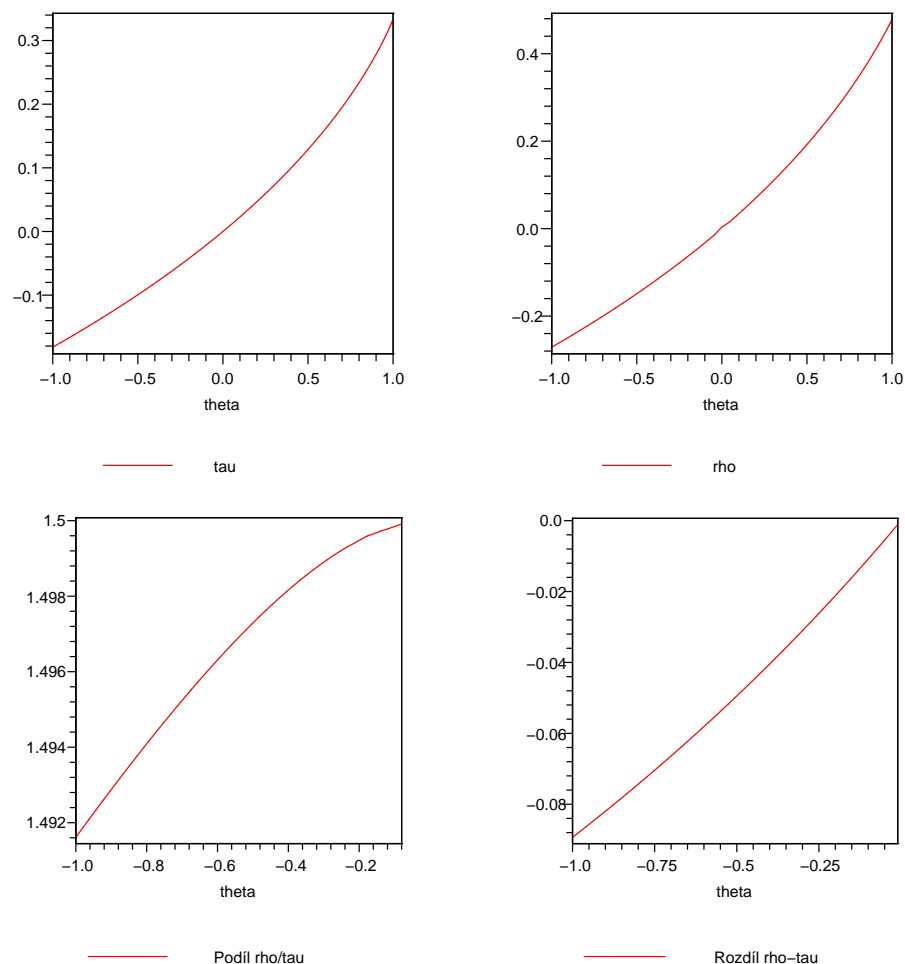 0.3
0.2
0.1
0.0
−0.1
−1.0 −0.5 0.0 0.5 1.0
theta
tau
0.4
0.2
0.0
−0.2
−1.0 −0.5 0.0 0.5 1.0
theta
rho
1.5
1.498
1.496
1.494
1.492
−1.0 −0.8 −0.6 −0.4 −0.2
theta
Podíl rho/tau
0.0
−0.02
−0.04
−0.06
−0.08
−1.0 −0.75 −0.5 −0.25
theta
Rozdíl rho−tau